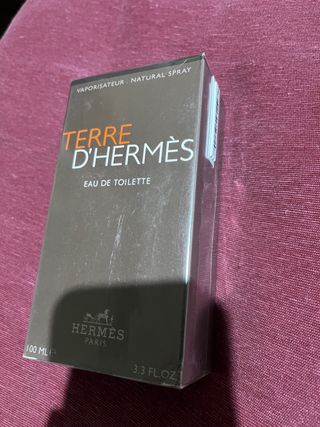 VAPORISATEUR . NATURAL SPRAY
TERRE
D'HERMÈS
EAU DE TOILETTE
HERMÈS
PARIS
100 ML ℮
3.3 FL.OZ